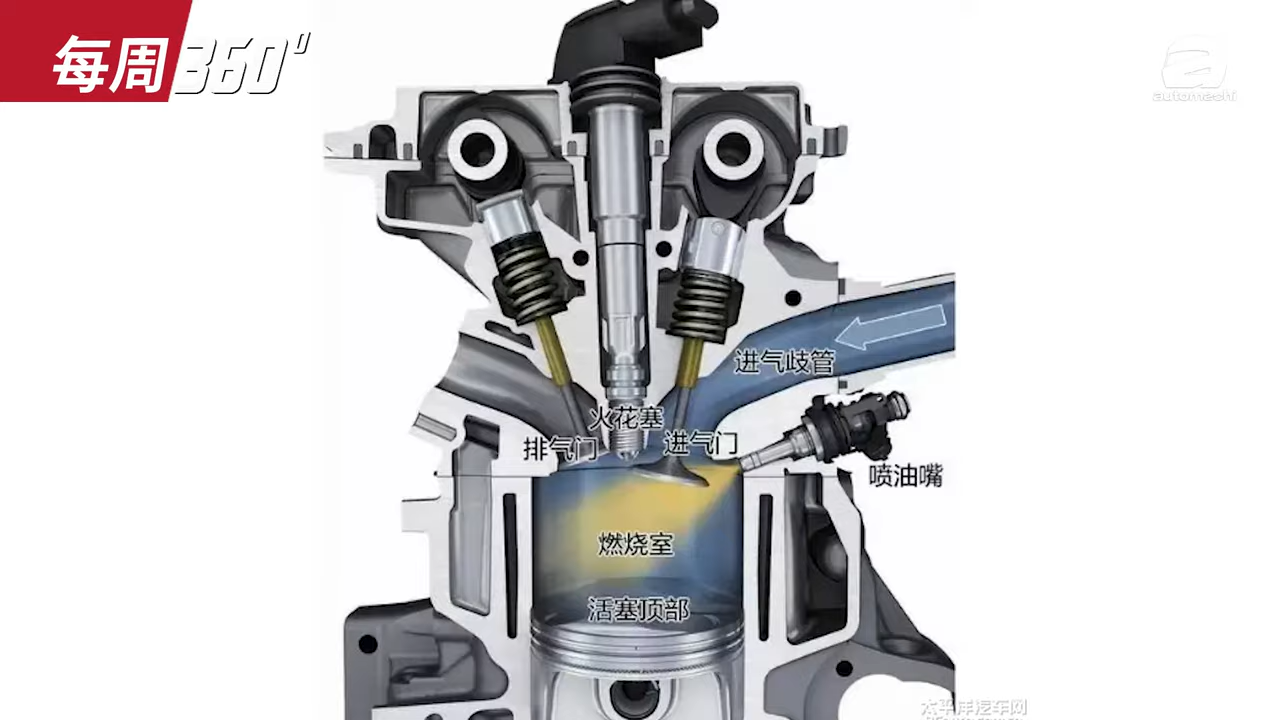 每周360°
automeshi
进气歧管
火花塞
排气门
进气门
喷油嘴
燃烧室
活塞顶部
太平洋汽车网